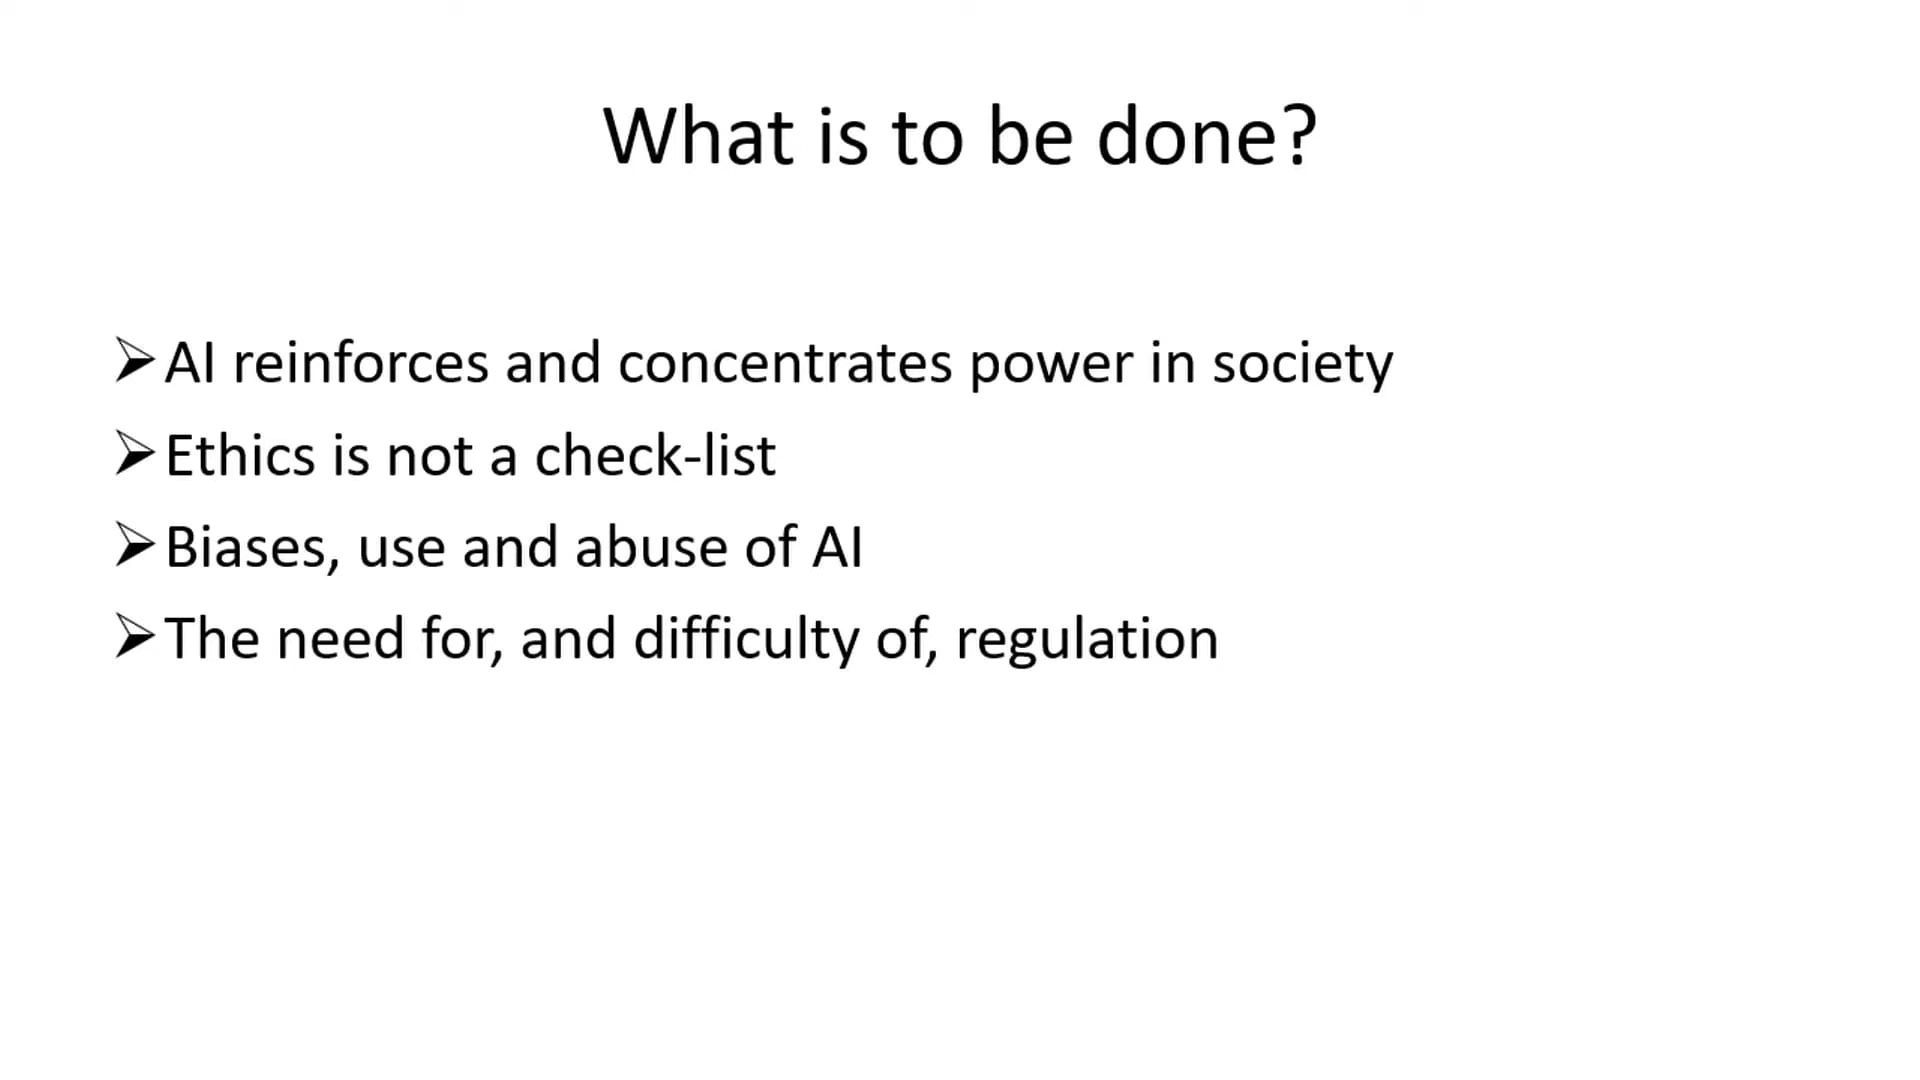 What is to be done?
➢AI reinforces and concentrates power in society
➢Ethics is not a check-list
➢Biases, use and abuse of AI
➢The need for, and difficulty of, regulation